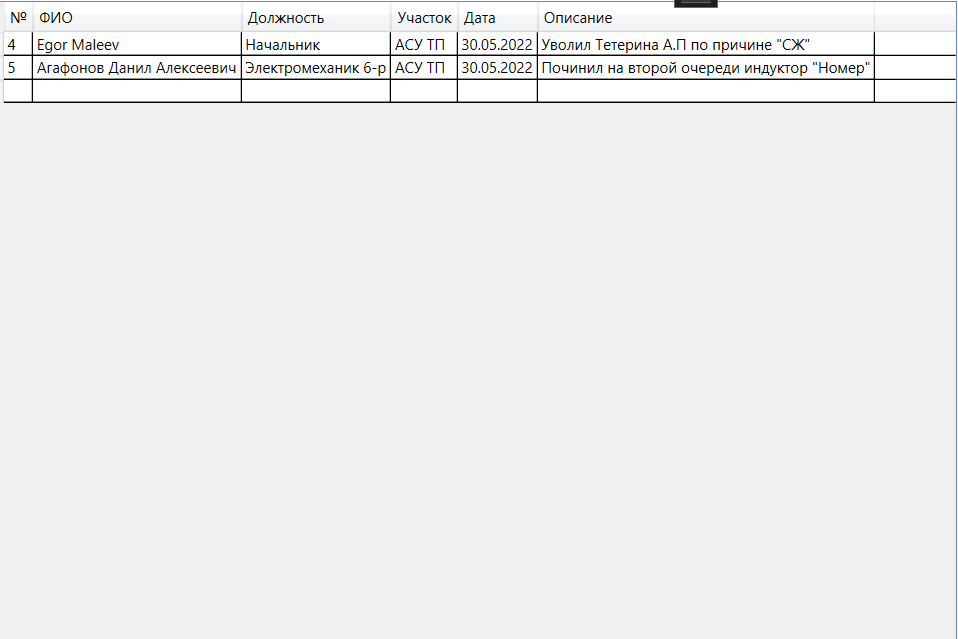 № ФИО Должность Участок Дата Описание
4 Egor Maleev Начальник АСУ ТП 30.05.2022 Уволил Тетерина А.П по причине "СЖ"
5 Агафонов Данил Алексеевич Электромеханик 6-р АСУ ТП 30.05.2022 Починил на второй очереди индуктор "Номер"